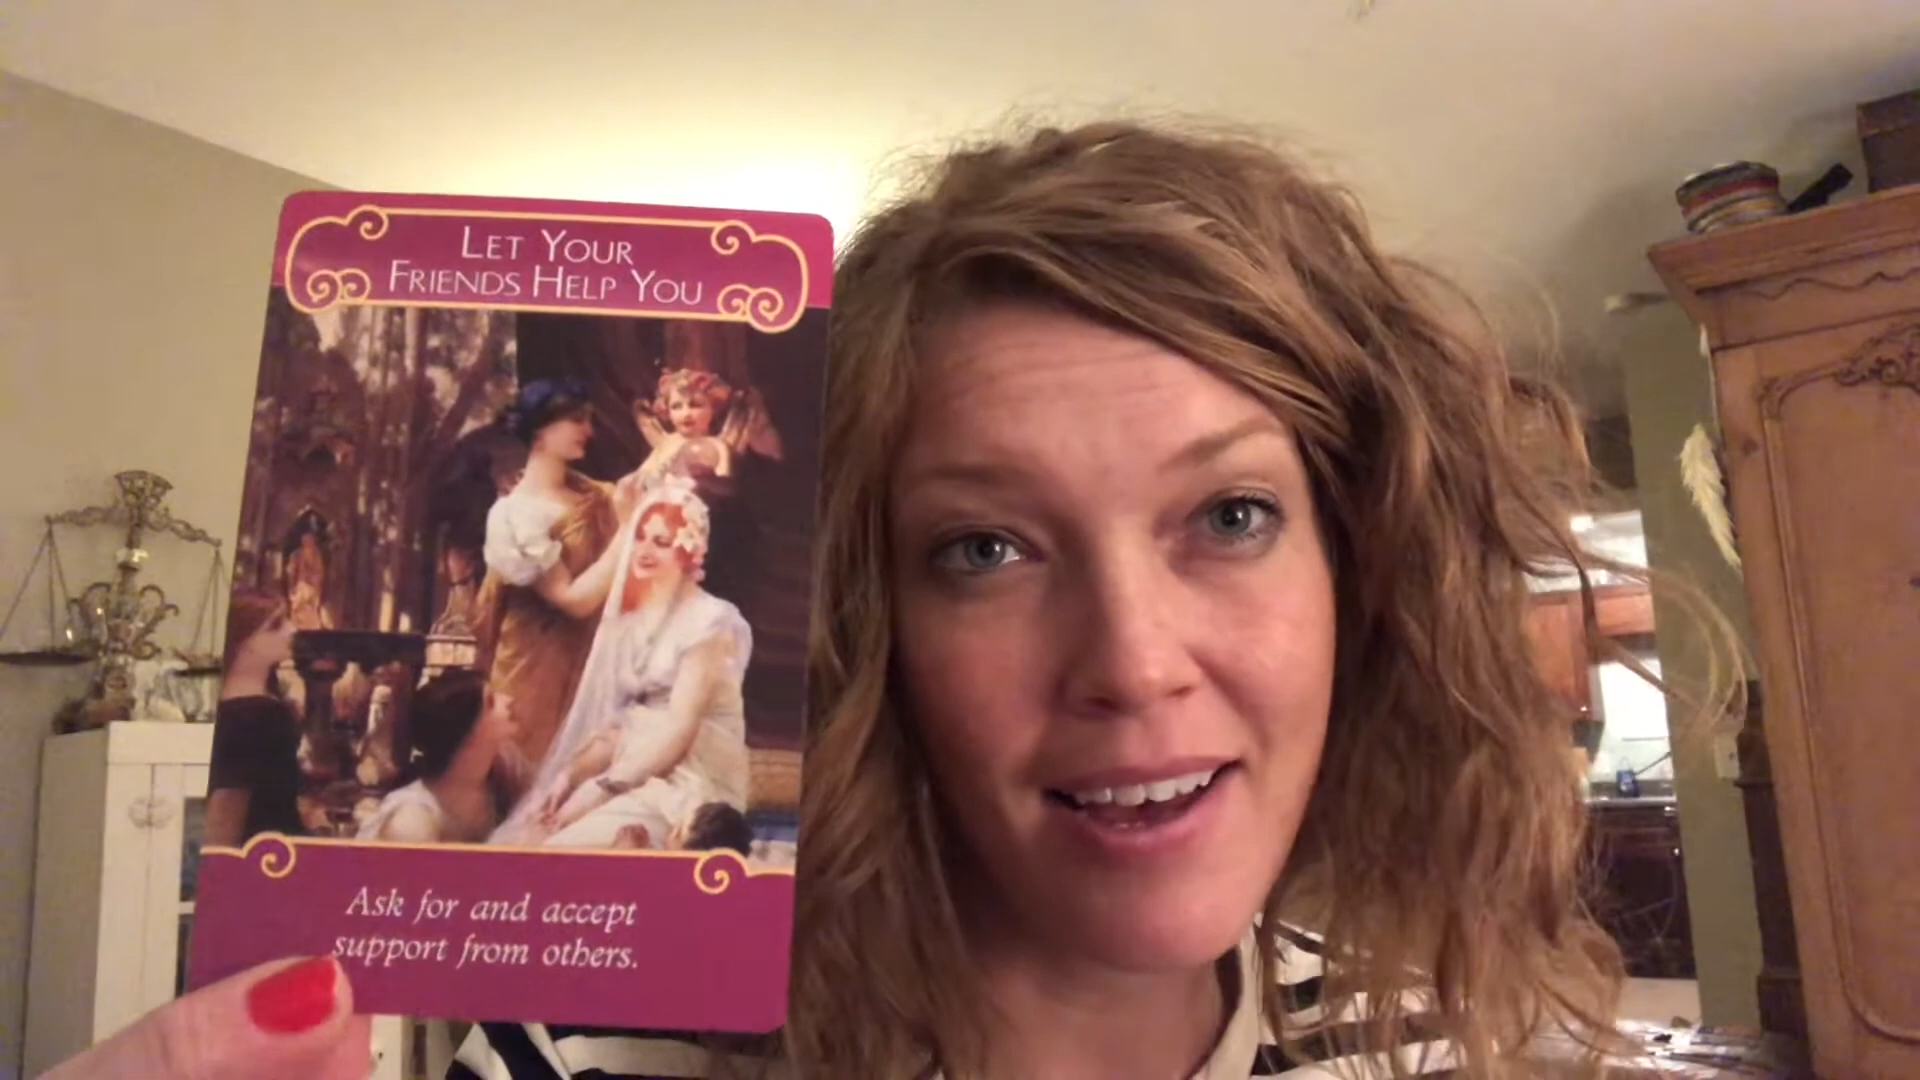 LET YOUR
FRIENDS HELP YOU
Ask for and accept
support from others.